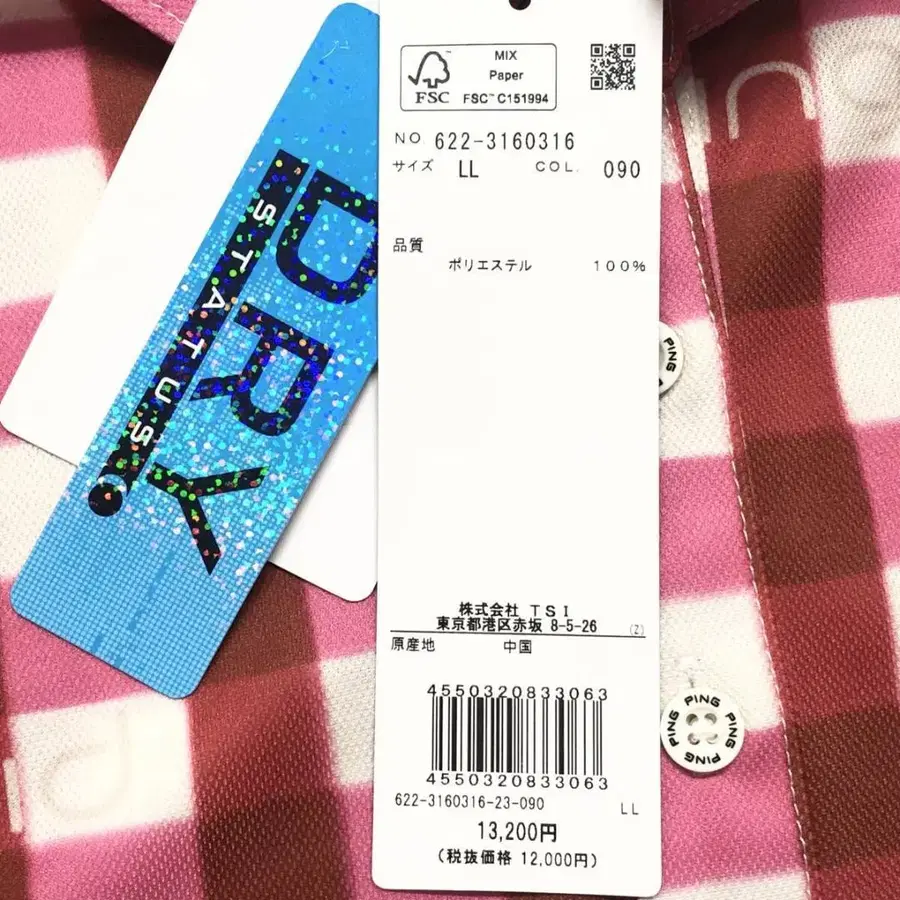 DRY
STATUS
MIX
Paper
FSC™ C151994
FSC
NO 622-3160316
サイズ LL COL. 090
品質
ポリエステル 100%
株式会社 TSI
東京都港区赤坂 8-5-26 (Z)
原産地 中国
4550320833063
4550320833063
622-3160316-23-090 LL
13,200円
(税抜価格 12,000円)
PING
PING PING PING PING PING